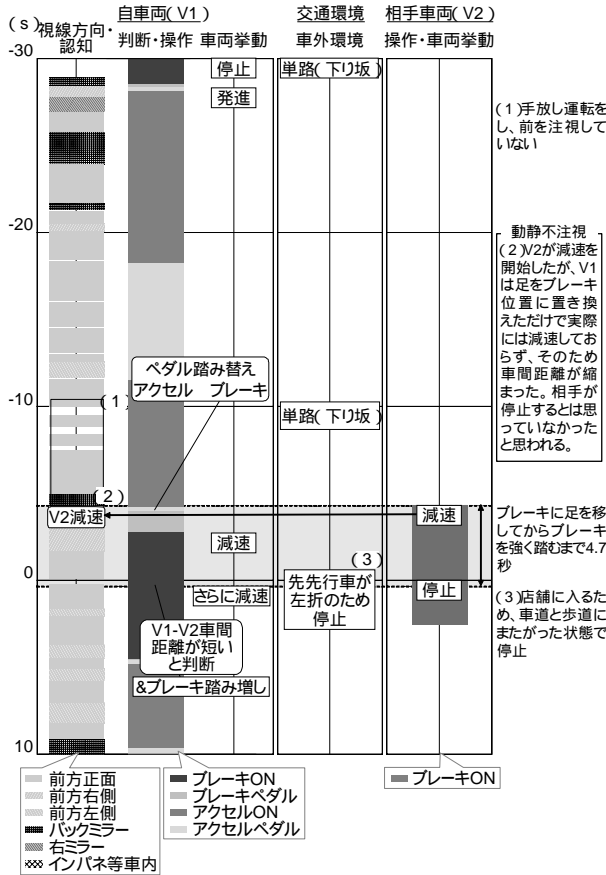 自車両(V1) 交通環境 相手車両(V2)
(s) 視線方向・認知 判断・操作 車両挙動 車外環境 操作・車両挙動
-30
停止
単路(下り坂)
発進
(1)手放し運転を
し、前を注視して
いない
-20
動静不注視
(2)V2が減速を
開始したが、V1
は足をブレーキ
位置に置き換
えただけで実際
には減速してお
らず、そのため
車間距離が縮
まった。相手が
停止するとは思
っていなかった
と思われる。
ペダル踏み替え
アクセル ブレーキ
-10
(1)
単路(下り坂)
(2)
V2減速
減速
減速
ブレーキに足を移
してからブレーキ
を強く踏むまで4.7
秒
(3)
0
先先行車が
左折のため
停止
停止
さらに減速
(3)店舗に入るた
め、車道と歩道に
またがった状態で
停止
V1-V2車間
距離が短い
と判断
&ブレーキ踏み増し
10
前方正面
前方右側
前方左側
バックミラー
右ミラー
インパネ等車内
ブレーキON
ブレーキペダル
アクセルON
アクセルペダル
ブレーキON